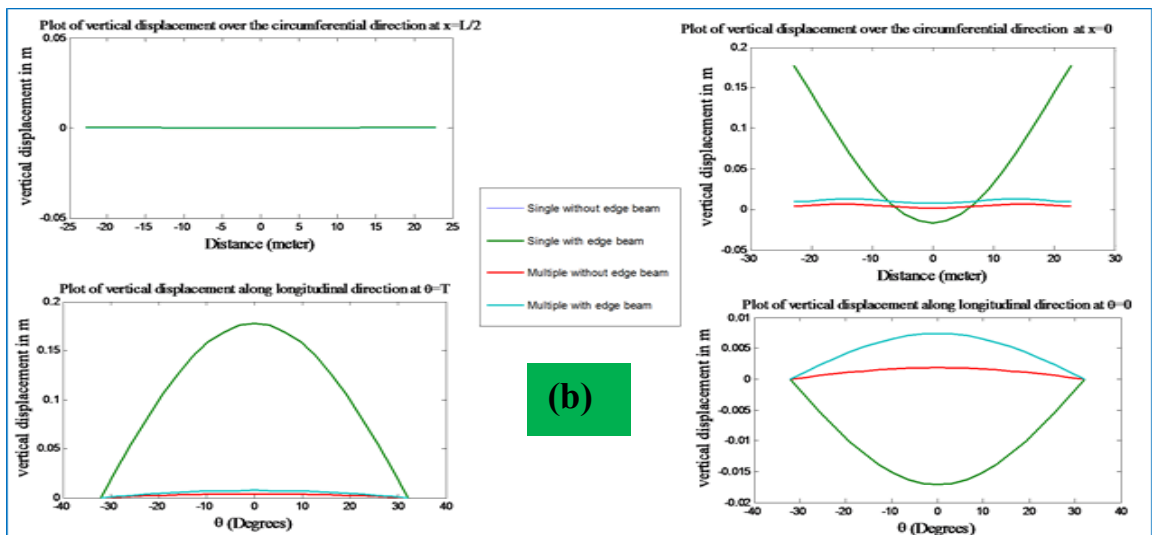 Plot of vertical displacement over the circumferential direction at x=L/2
0.05
0
-0.05
vertical displacement in m
-25 -20 -15 -10 -5 0 5 10 15 20 25
Distance (meter)
Plot of vertical displacement over the circumferential direction at x=0
0.2
0.15
0.1
0.05
0
-0.05
vertical displacement in m
-30 -20 -10 0 10 20 30
Distance (meter)
Single without edge beam
Single with edge beam
Multiple without edge beam
Multiple with edge beam
Plot of vertical displacement along longitudinal direction at θ=T
0.2
0.15
0.1
0.05
0
vertical displacement in m
-40 -30 -20 -10 0 10 20 30 40
θ (Degrees)
(b)
Plot of vertical displacement along longitudinal direction at θ=0
0.01
0.005
0
-0.005
-0.01
-0.015
-0.02
vertical displacement in m
-40 -30 -20 -10 0 10 20 30 40
θ (Degrees)